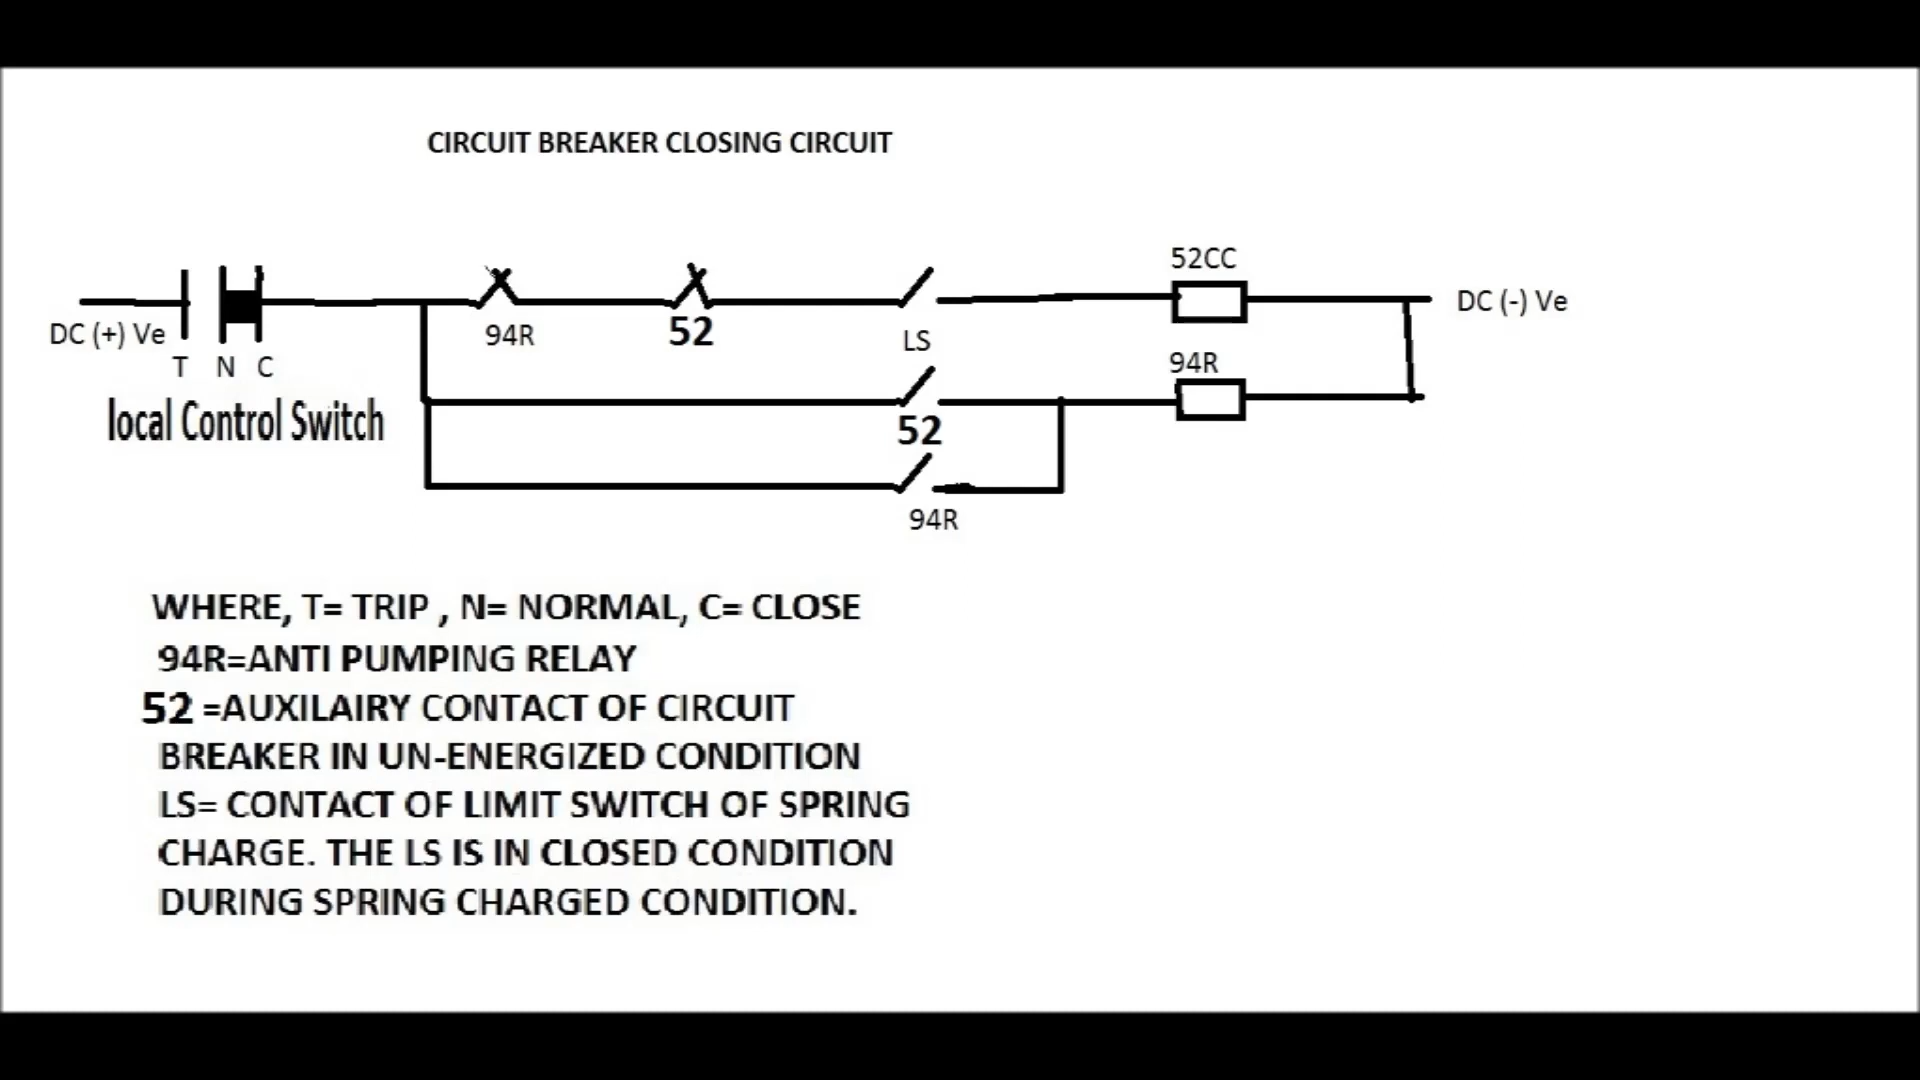 CIRCUIT BREAKER CLOSING CIRCUIT
52CC
DC (+) Ve
94R
52
LS
DC (-) Ve
T N C
94R
local Control Switch
52
94R
WHERE, T= TRIP , N= NORMAL, C= CLOSE
94R=ANTI PUMPING RELAY
52 =AUXILAIRY CONTACT OF CIRCUIT
BREAKER IN UN-ENERGIZED CONDITION
LS= CONTACT OF LIMIT SWITCH OF SPRING
CHARGE. THE LS IS IN CLOSED CONDITION
DURING SPRING CHARGED CONDITION.